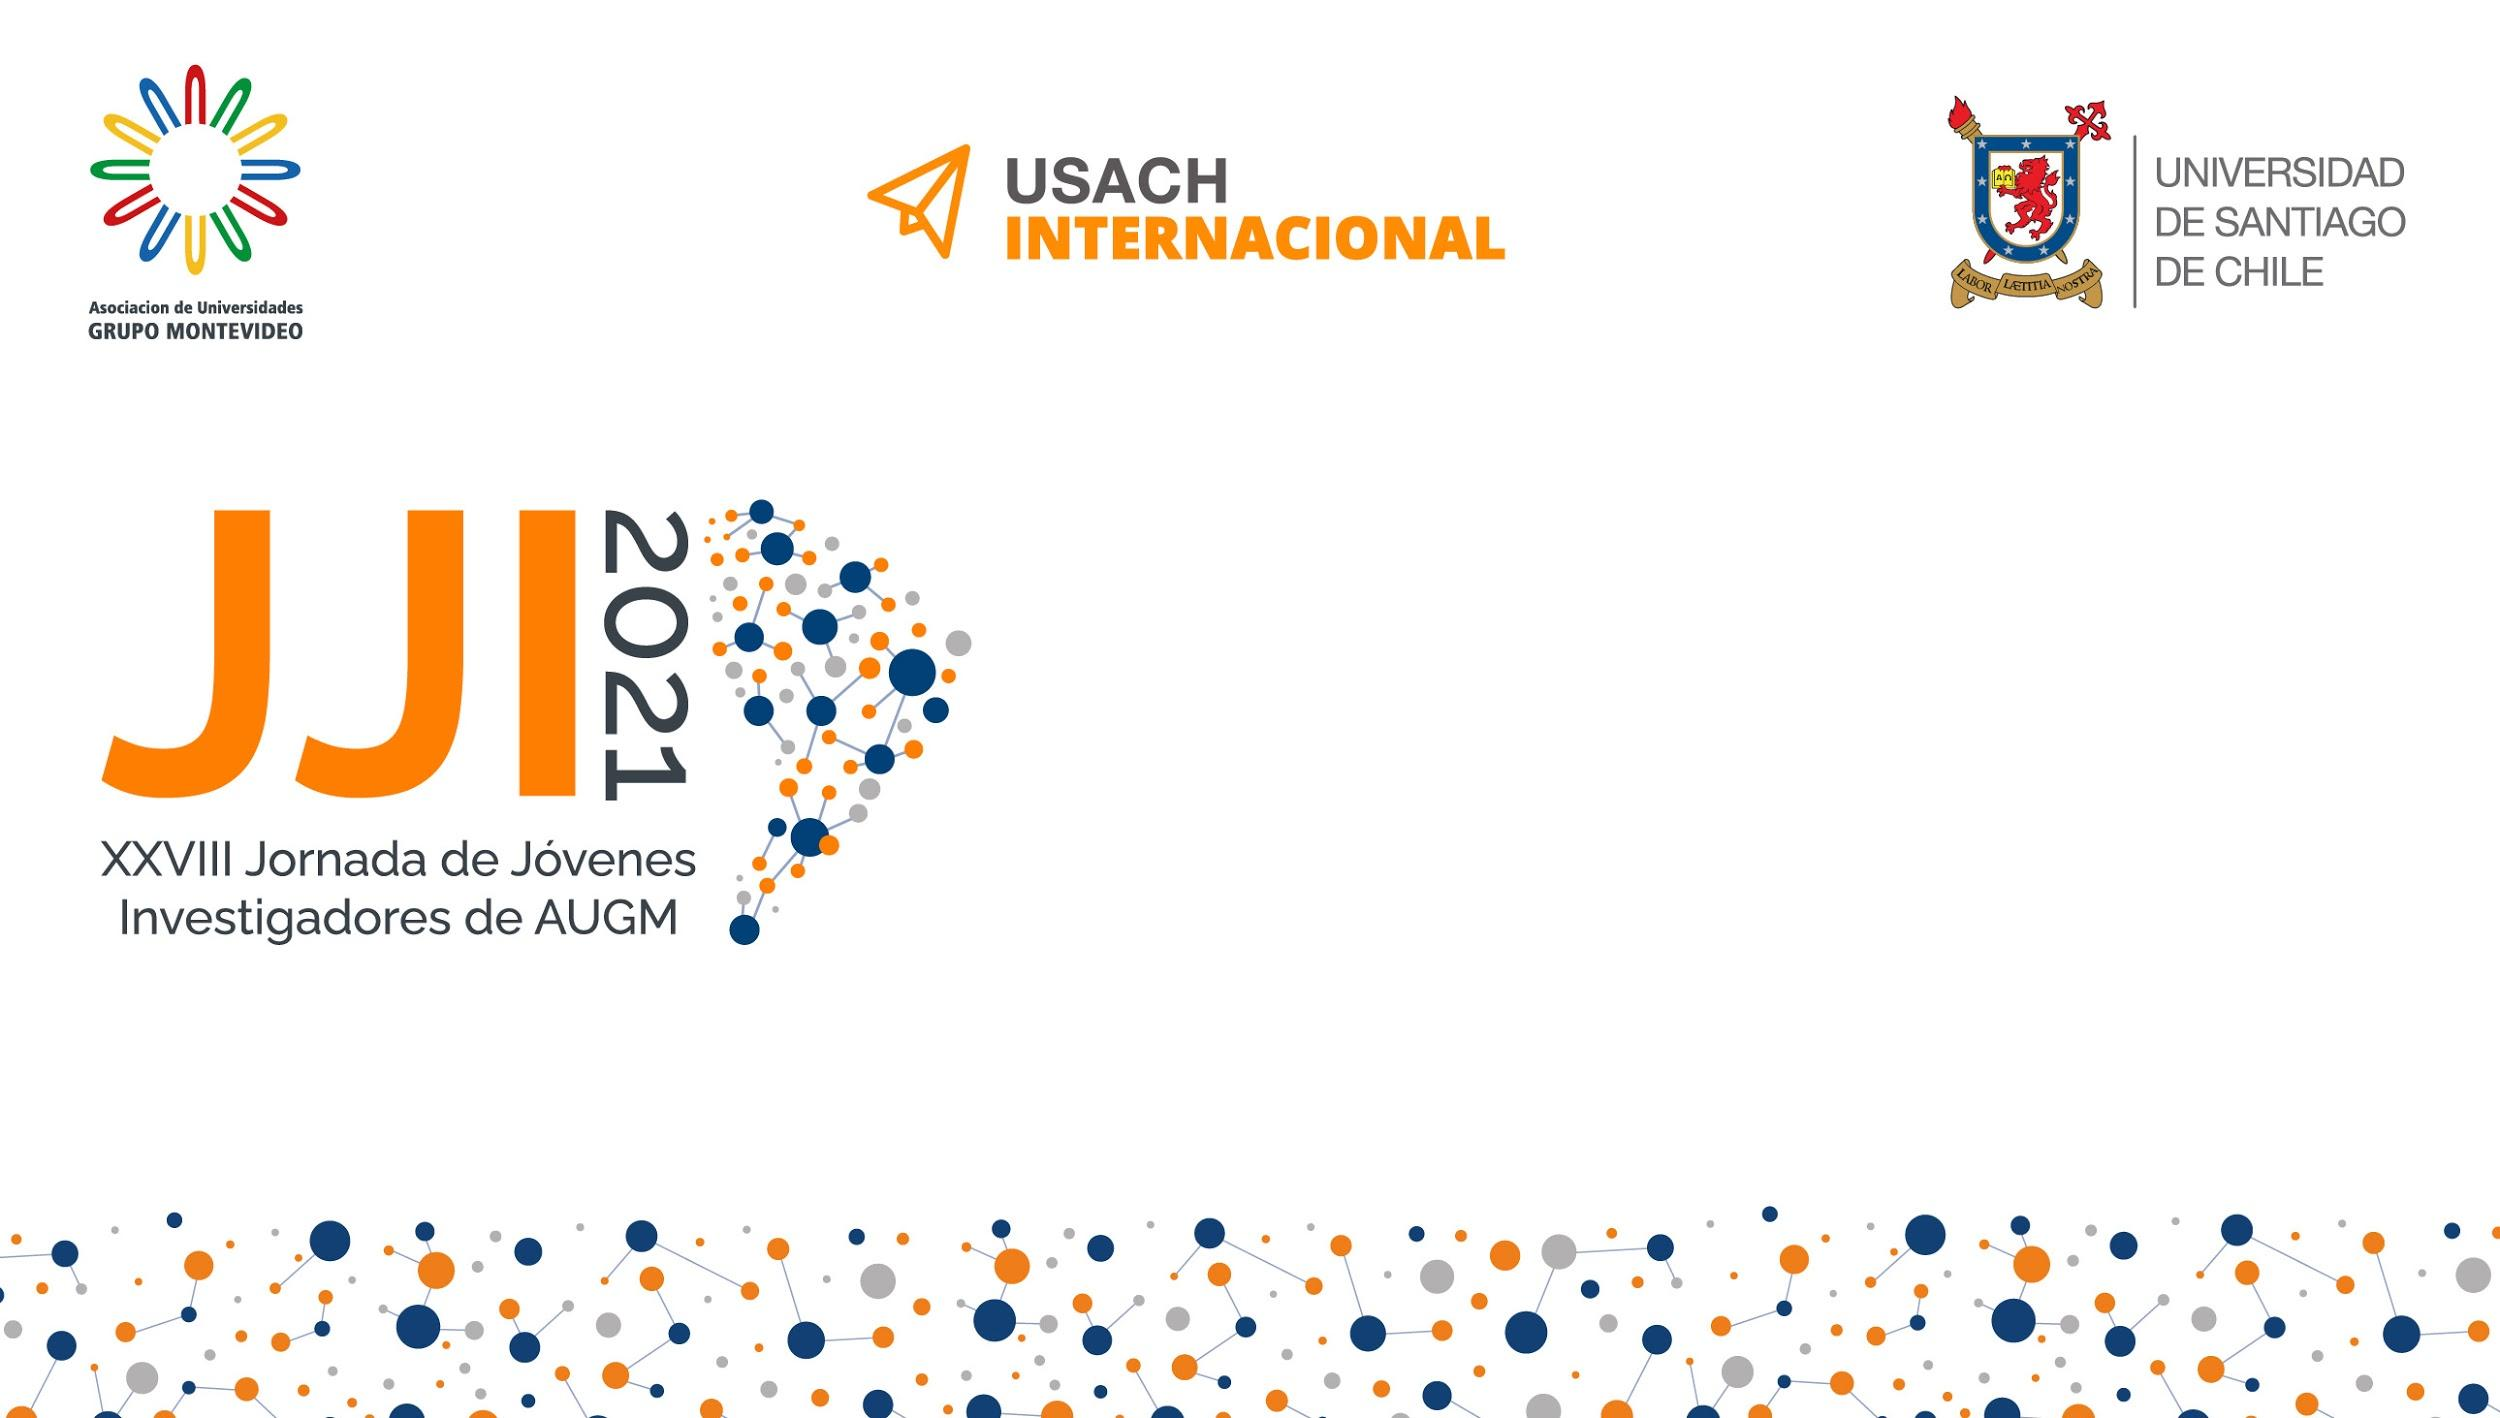 Asociacion de Universidades
GRUPO MONTEVIDEO
USACH
INTERNACIONAL
LABOR LÆTITIA NOSTRA
UNIVERSIDAD
DE SANTIAGO
DE CHILE
JJI
2021
XXVIII Jornada de Jóvenes
Investigadores de AUGM